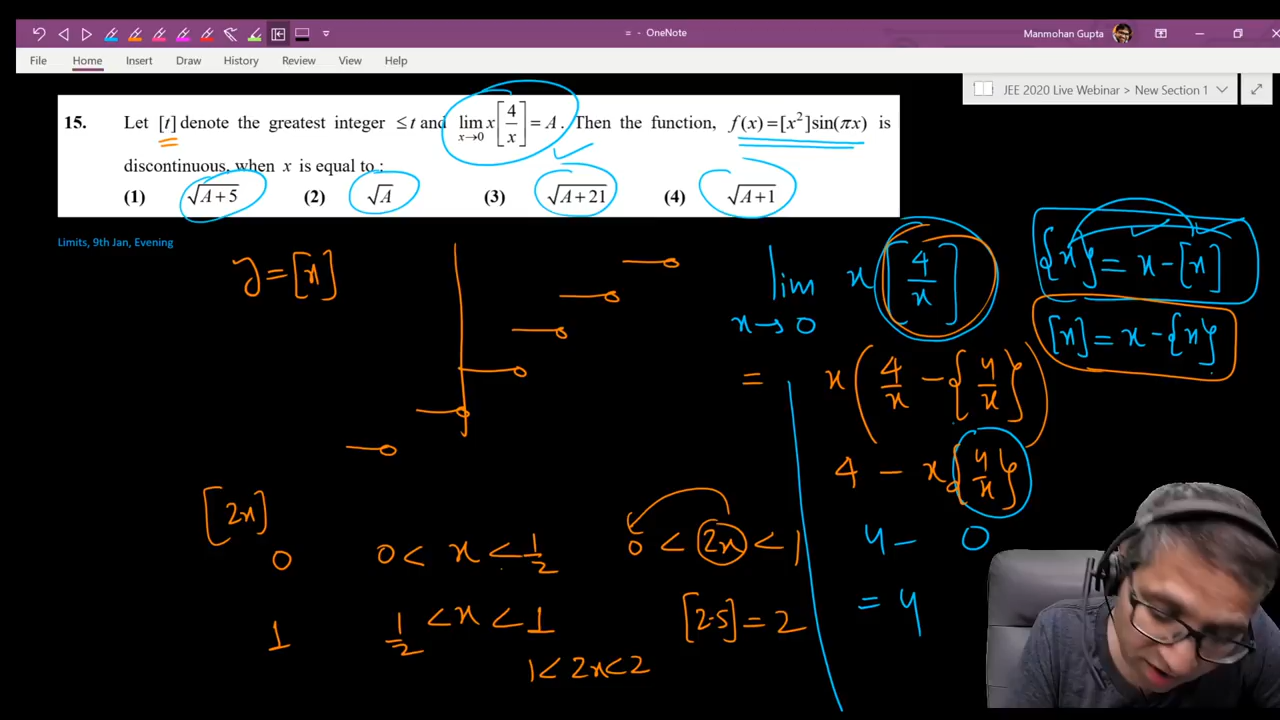 = - OneNote
Manmohan Gupta
File Home Insert Draw History Review View Help
JEE 2020 Live Webinar > New Section 1
15. Let [t] denote the greatest integer ≤ t and lim x→0 x[4/x] = A. Then the function, f(x) = [x²]sin(πx) is
discontinuous, when x is equal to :
(1) √A+5 (2) √A (3) √A+21 (4) √A+1
Limits, 9th Jan, Evening
y = [x]
[2x]
0 0 < x < 1/2 0 < 2x < 1
1 1/2 < x < 1 [2.5] = 2
1 < 2x < 2
lim x→0 x [4/x]
= x (4/x - {4/x})
4 - x{4/x}
4 - 0
= 4
{x} = x - [x]
[x] = x - {x}